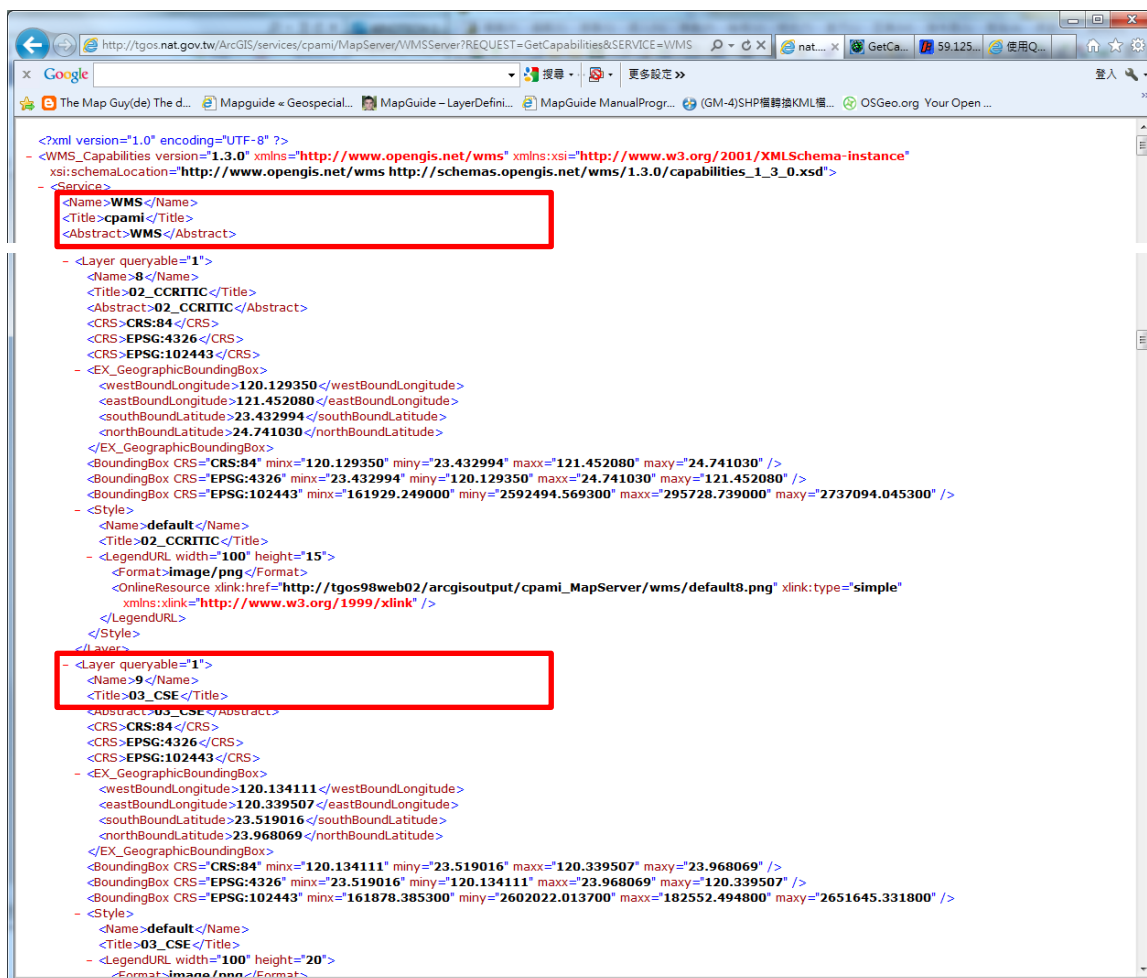 http://tgos.nat.gov.tw/ArcGIS/services/cpami/MapServer/WMSServer?REQUEST=GetCapabilities&SERVICE=WMS nat.... GetCa... 59.125... 使用Q...
x Google 搜尋 更多設定 » 登入
The Map Guy(de) The d... Mapguide « Geospecial... MapGuide – LayerDefini... MapGuide ManualProgr... (GM-4)SHP檔轉換KML檔... OSGeo.org Your Open ...
<?xml version="1.0" encoding="UTF-8" ?>
- <WMS_Capabilities version="1.3.0" xmlns="http://www.opengis.net/wms" xmlns:xsi="http://www.w3.org/2001/XMLSchema-instance"
xsi:schemaLocation="http://www.opengis.net/wms http://schemas.opengis.net/wms/1.3.0/capabilities_1_3_0.xsd">
- <Service>
<Name>WMS</Name>
<Title>cpami</Title>
<Abstract>WMS</Abstract>
- <Layer queryable="1">
<Name>8</Name>
<Title>02_CCRITIC</Title>
<Abstract>02_CCRITIC</Abstract>
<CRS>CRS:84</CRS>
<CRS>EPSG:4326</CRS>
<CRS>EPSG:102443</CRS>
- <EX_GeographicBoundingBox>
<westBoundLongitude>120.129350</westBoundLongitude>
<eastBoundLongitude>121.452080</eastBoundLongitude>
<southBoundLatitude>23.432994</southBoundLatitude>
<northBoundLatitude>24.741030</northBoundLatitude>
</EX_GeographicBoundingBox>
<BoundingBox CRS="CRS:84" minx="120.129350" miny="23.432994" maxx="121.452080" maxy="24.741030" />
<BoundingBox CRS="EPSG:4326" minx="23.432994" miny="120.129350" maxx="24.741030" maxy="121.452080" />
<BoundingBox CRS="EPSG:102443" minx="161929.249000" miny="2592494.569300" maxx="295728.739000" maxy="2737094.045300" />
- <Style>
<Name>default</Name>
<Title>02_CCRITIC</Title>
- <LegendURL width="100" height="15">
<Format>image/png</Format>
<OnlineResource xlink:href="http://tgos98web02/arcgisoutput/cpami_MapServer/wms/default8.png" xlink:type="simple"
xmlns:xlink="http://www.w3.org/1999/xlink" />
</LegendURL>
</Style>
</Layer>
- <Layer queryable="1">
<Name>9</Name>
<Title>03_CSE</Title>
<Abstract>03_CSE</Abstract>
<CRS>CRS:84</CRS>
<CRS>EPSG:4326</CRS>
<CRS>EPSG:102443</CRS>
- <EX_GeographicBoundingBox>
<westBoundLongitude>120.134111</westBoundLongitude>
<eastBoundLongitude>120.339507</eastBoundLongitude>
<southBoundLatitude>23.519016</southBoundLatitude>
<northBoundLatitude>23.968069</northBoundLatitude>
</EX_GeographicBoundingBox>
<BoundingBox CRS="CRS:84" minx="120.134111" miny="23.519016" maxx="120.339507" maxy="23.968069" />
<BoundingBox CRS="EPSG:4326" minx="23.519016" miny="120.134111" maxx="23.968069" maxy="120.339507" />
<BoundingBox CRS="EPSG:102443" minx="161878.385300" miny="2602022.013700" maxx="182552.494800" maxy="2651645.331800" />
- <Style>
<Name>default</Name>
<Title>03_CSE</Title>
- <LegendURL width="100" height="20">
<Format>image/png</Format>